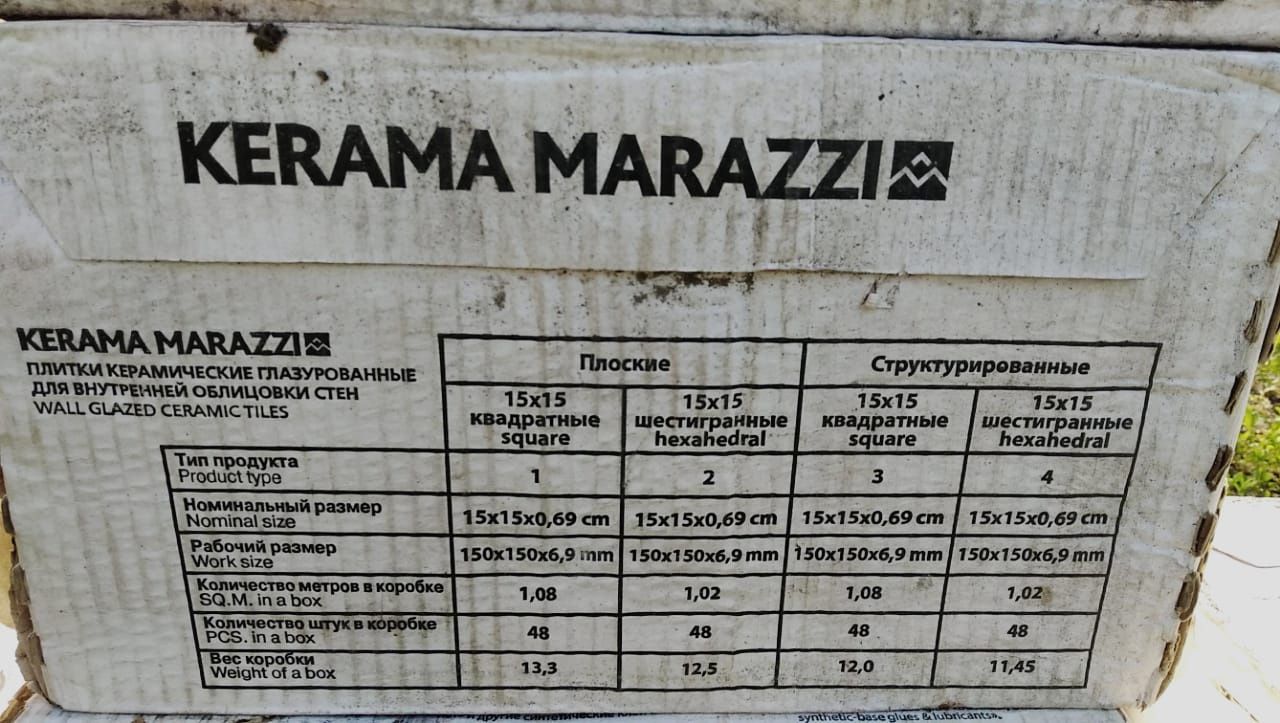 KERAMA MARAZZI
KERAMA MARAZZI
ПЛИТКИ КЕРАМИЧЕСКИЕ ГЛАЗУРОВАННЫЕ
ДЛЯ ВНУТРЕННЕЙ ОБЛИЦОВКИ СТЕН
WALL GLAZED CERAMIC TILES
Плоские Структурированные
15x15 15x15 15x15 15x15
квадратные шестигранные квадратные шестигранные
square hexahedral square hexahedral
Тип продукта
Product type 1 2 3 4
Номинальный размер
Nominal size 15x15x0,69 cm 15x15x0,69 cm 15x15x0,69 cm 15x15x0,69 cm
Рабочий размер
Work size 150x150x6,9 mm 150x150x6,9 mm 150x150x6,9 mm 150x150x6,9 mm
Количество метров в коробке
SQ.M. in a box 1,08 1,02 1,08 1,02
Количество штук в коробке
PCS. in a box 48 48 48 48
Вес коробки
Weight of a box 13,3 12,5 12,0 11,45
и другие синтетические
synthetic-base glues & lubricants».